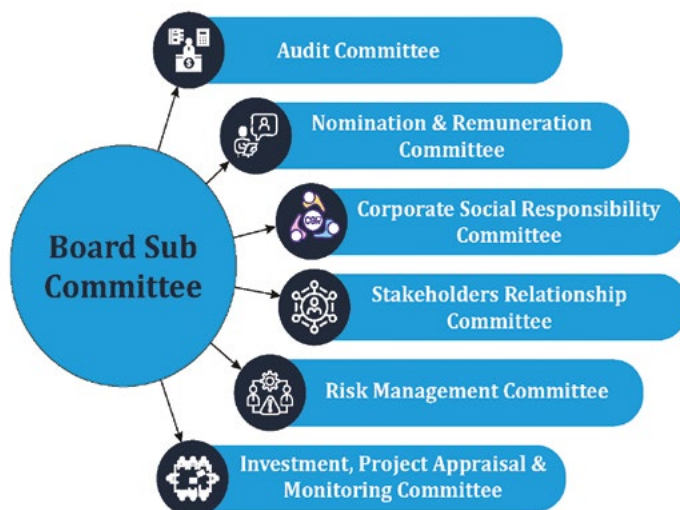 Audit Committee
Nomination & Remuneration
Committee
CSR
Corporate Social Responsibility
Committee
Board Sub
Committee
Stakeholders Relationship
Committee
Risk Management Committee
Investment, Project Appraisal &
Monitoring Committee